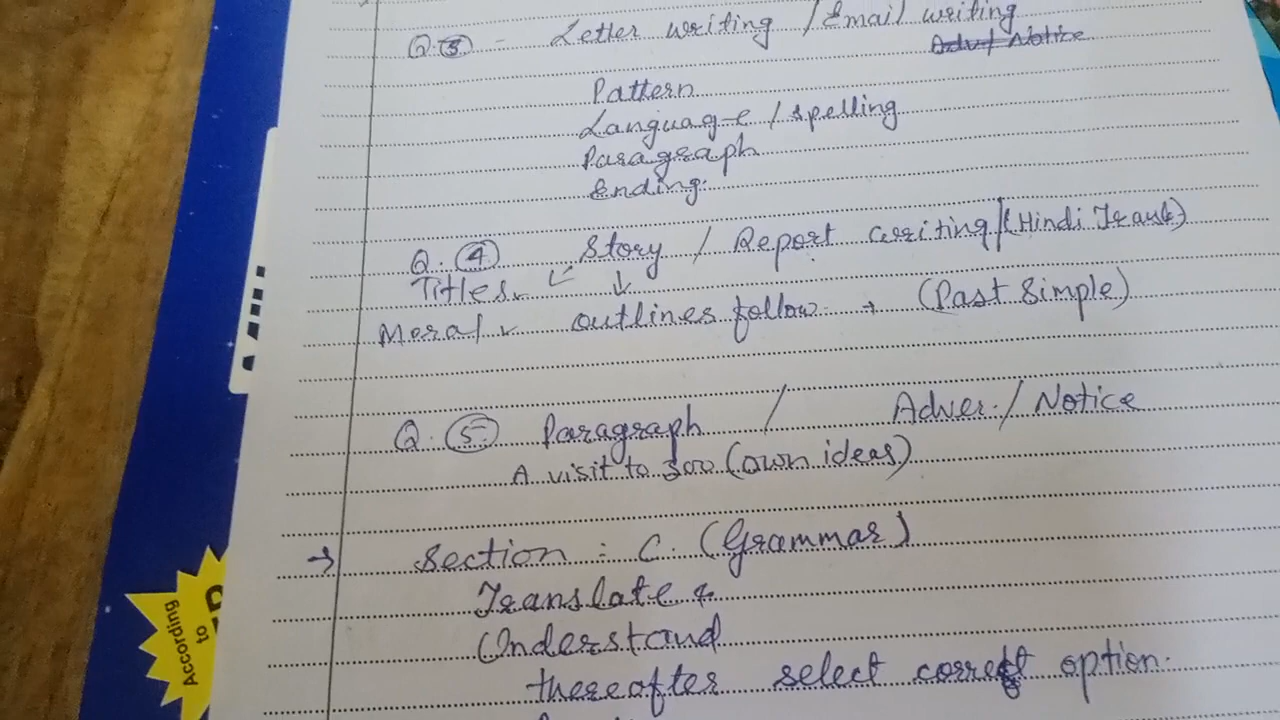 Q. 3 - Letter writing / Email writing
Adv/ Notice
Pattern
Language / spelling
Paragraph
Ending.
Q. 4 Story / Report writing / (Hindi Trans)
Titles
Moral outlines follow → (Past Simple)
Q. 5 Paragraph / Adver. / Notice
A visit to zoo (own ideas)
→ Section : C. (Grammar)
Translate &
Understand
thereafter select correct option.
According
to